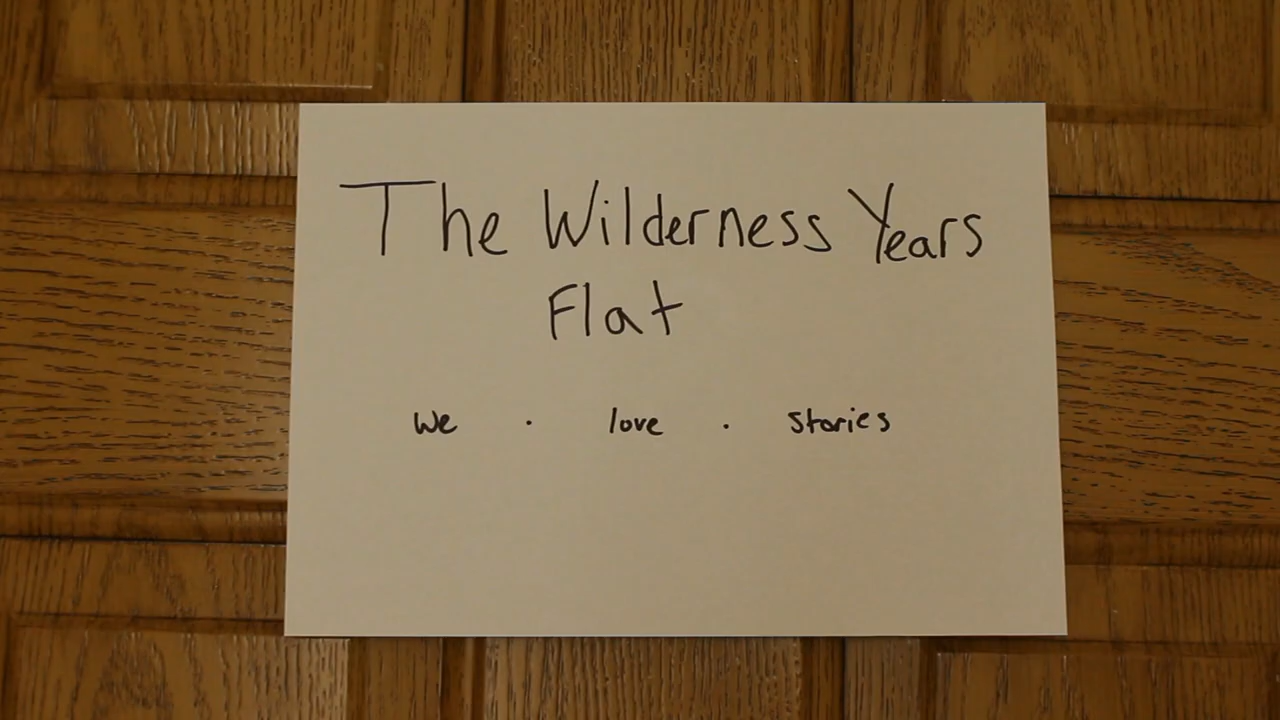 The Wilderness Years
Flat
we . love . stories